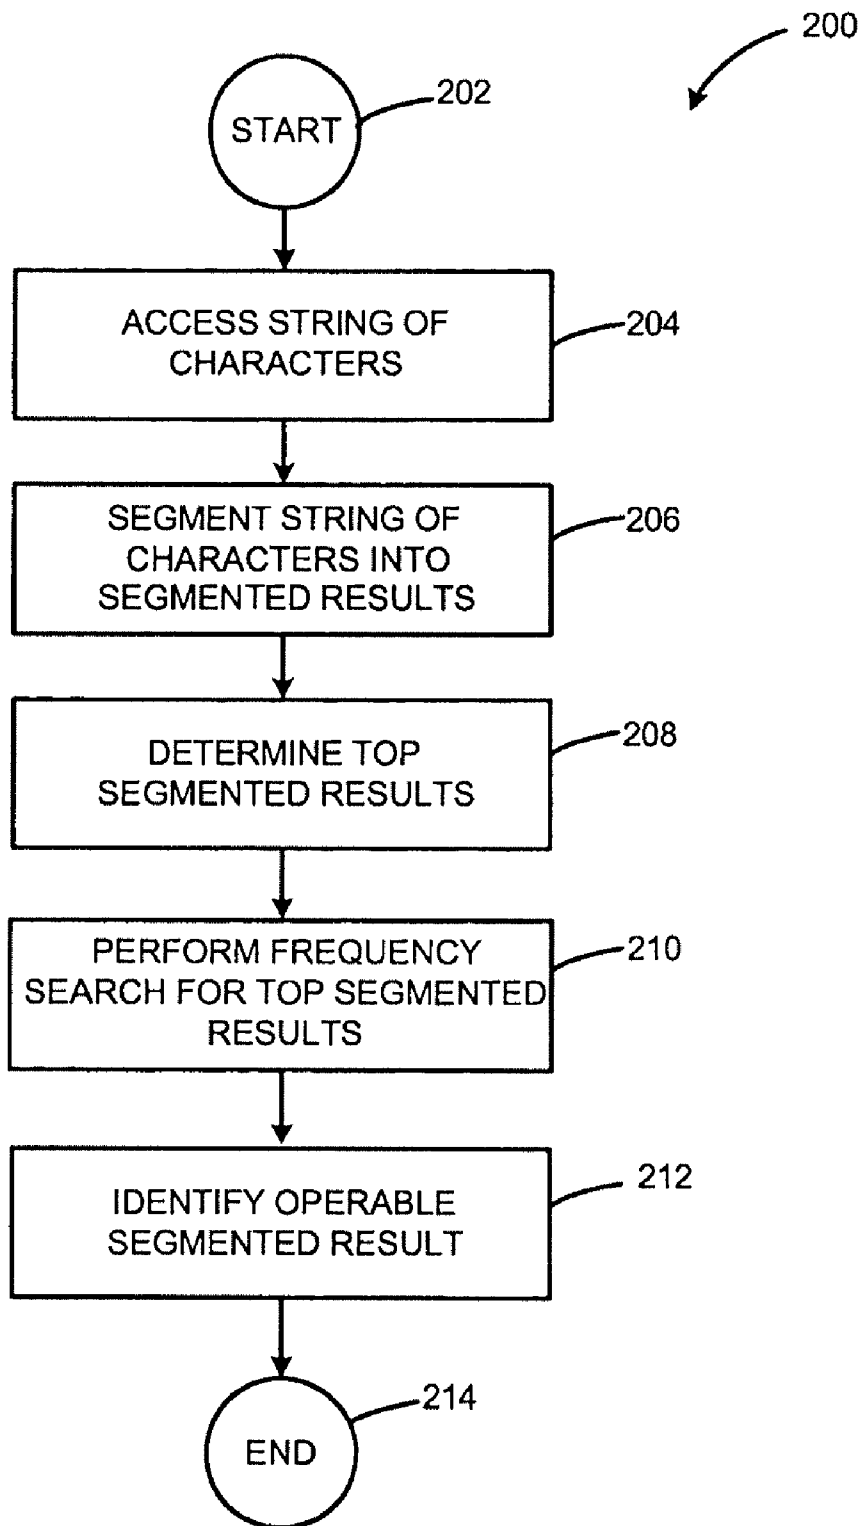 200
202
START
ACCESS STRING OF
CHARACTERS
204
SEGMENT STRING OF
CHARACTERS INTO
SEGMENTED RESULTS
206
DETERMINE TOP
SEGMENTED RESULTS
208
PERFORM FREQUENCY
SEARCH FOR TOP SEGMENTED
RESULTS
210
IDENTIFY OPERABLE
SEGMENTED RESULT
212
214
END